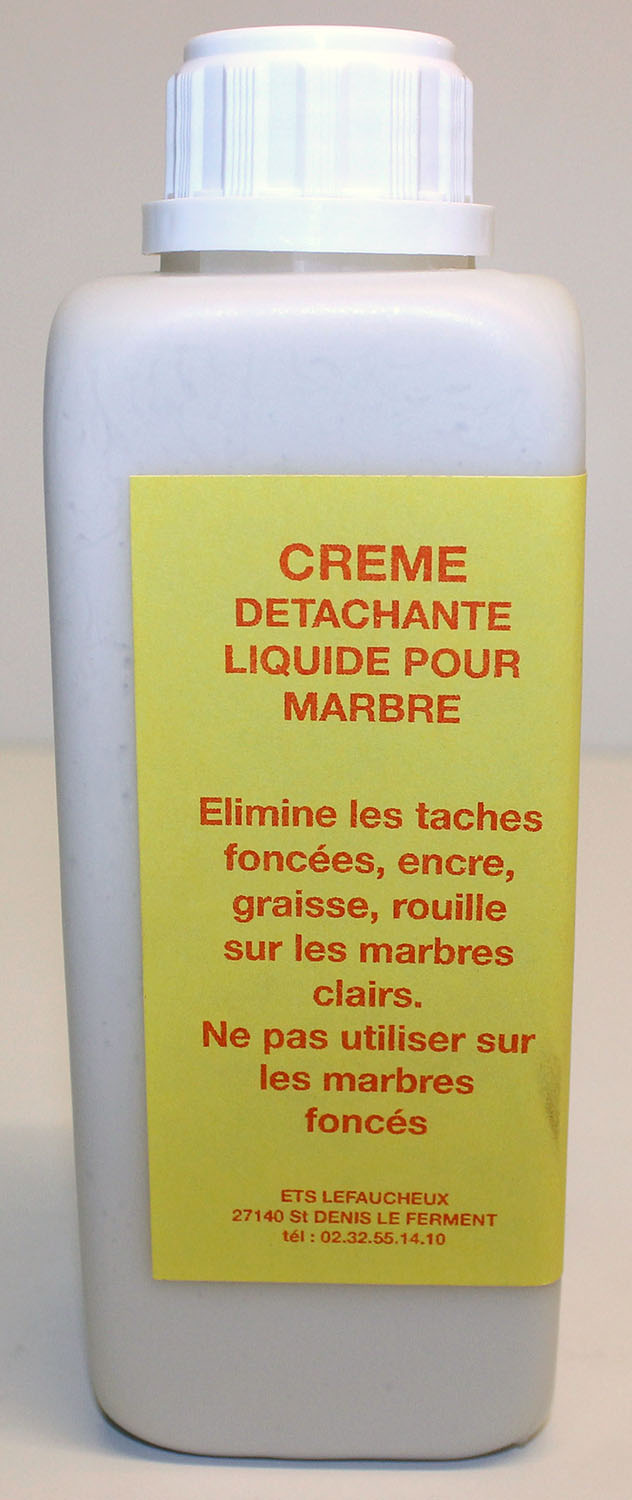 CREME
DETACHANTE
LIQUIDE POUR
MARBRE
Elimine les taches
foncées, encre,
graisse, rouille
sur les marbres
clairs.
Ne pas utiliser sur
les marbres
foncés
ETS LEFAUCHEUX
27140 St DENIS LE FERMENT
tél : 02.32.55.14.10